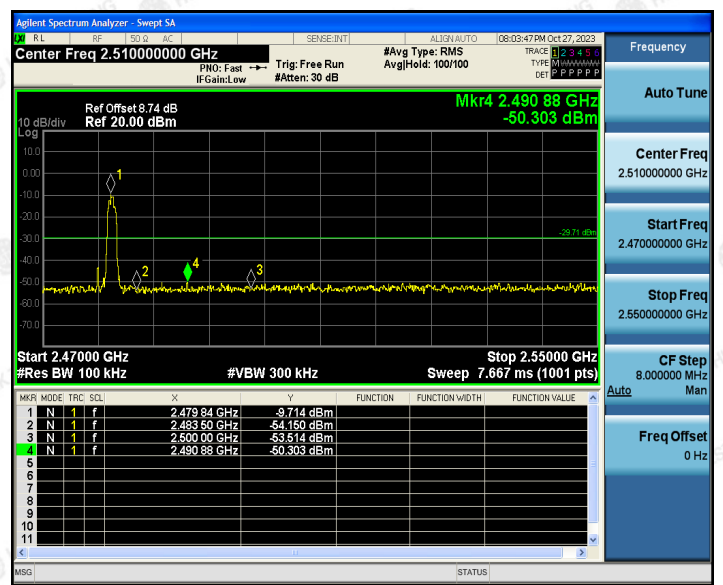 Agilent Spectrum Analyzer - Swept SA
LXI RL RF 50 Ω AC SENSE:INT ALIGN AUTO 08:03:47 PM Oct 27, 2023
Center Freq 2.510000000 GHz
PNO: Fast
IFGain:Low
Trig: Free Run
#Atten: 30 dB
#Avg Type: RMS
Avg|Hold: 100/100
TRACE 1 2 3 4 5 6
TYPE M
DET P P P P P P
Ref Offset 8.74 dB
10 dB/div Ref 20.00 dBm
Log
Mkr4 2.490 88 GHz
-50.303 dBm
10.0
0.00
-10.0
-20.0
-30.0
-40.0
-50.0
-60.0
-70.0
1
2
4
3
-29.71 dBm
Start 2.47000 GHz Stop 2.55000 GHz
#Res BW 100 kHz #VBW 300 kHz Sweep 7.667 ms (1001 pts)
MKR MODE TRC SCL X Y FUNCTION FUNCTION WIDTH FUNCTION VALUE
1 N 1 f 2.479 84 GHz -9.714 dBm
2 N 1 f 2.483 50 GHz -54.150 dBm
3 N 1 f 2.500 00 GHz -53.514 dBm
4 N 1 f 2.490 88 GHz -50.303 dBm
5
6
7
8
9
10
11
MSG STATUS
Frequency
Auto Tune
Center Freq
2.510000000 GHz
Start Freq
2.470000000 GHz
Stop Freq
2.550000000 GHz
CF Step
8.000000 MHz
Auto Man
Freq Offset
0 Hz